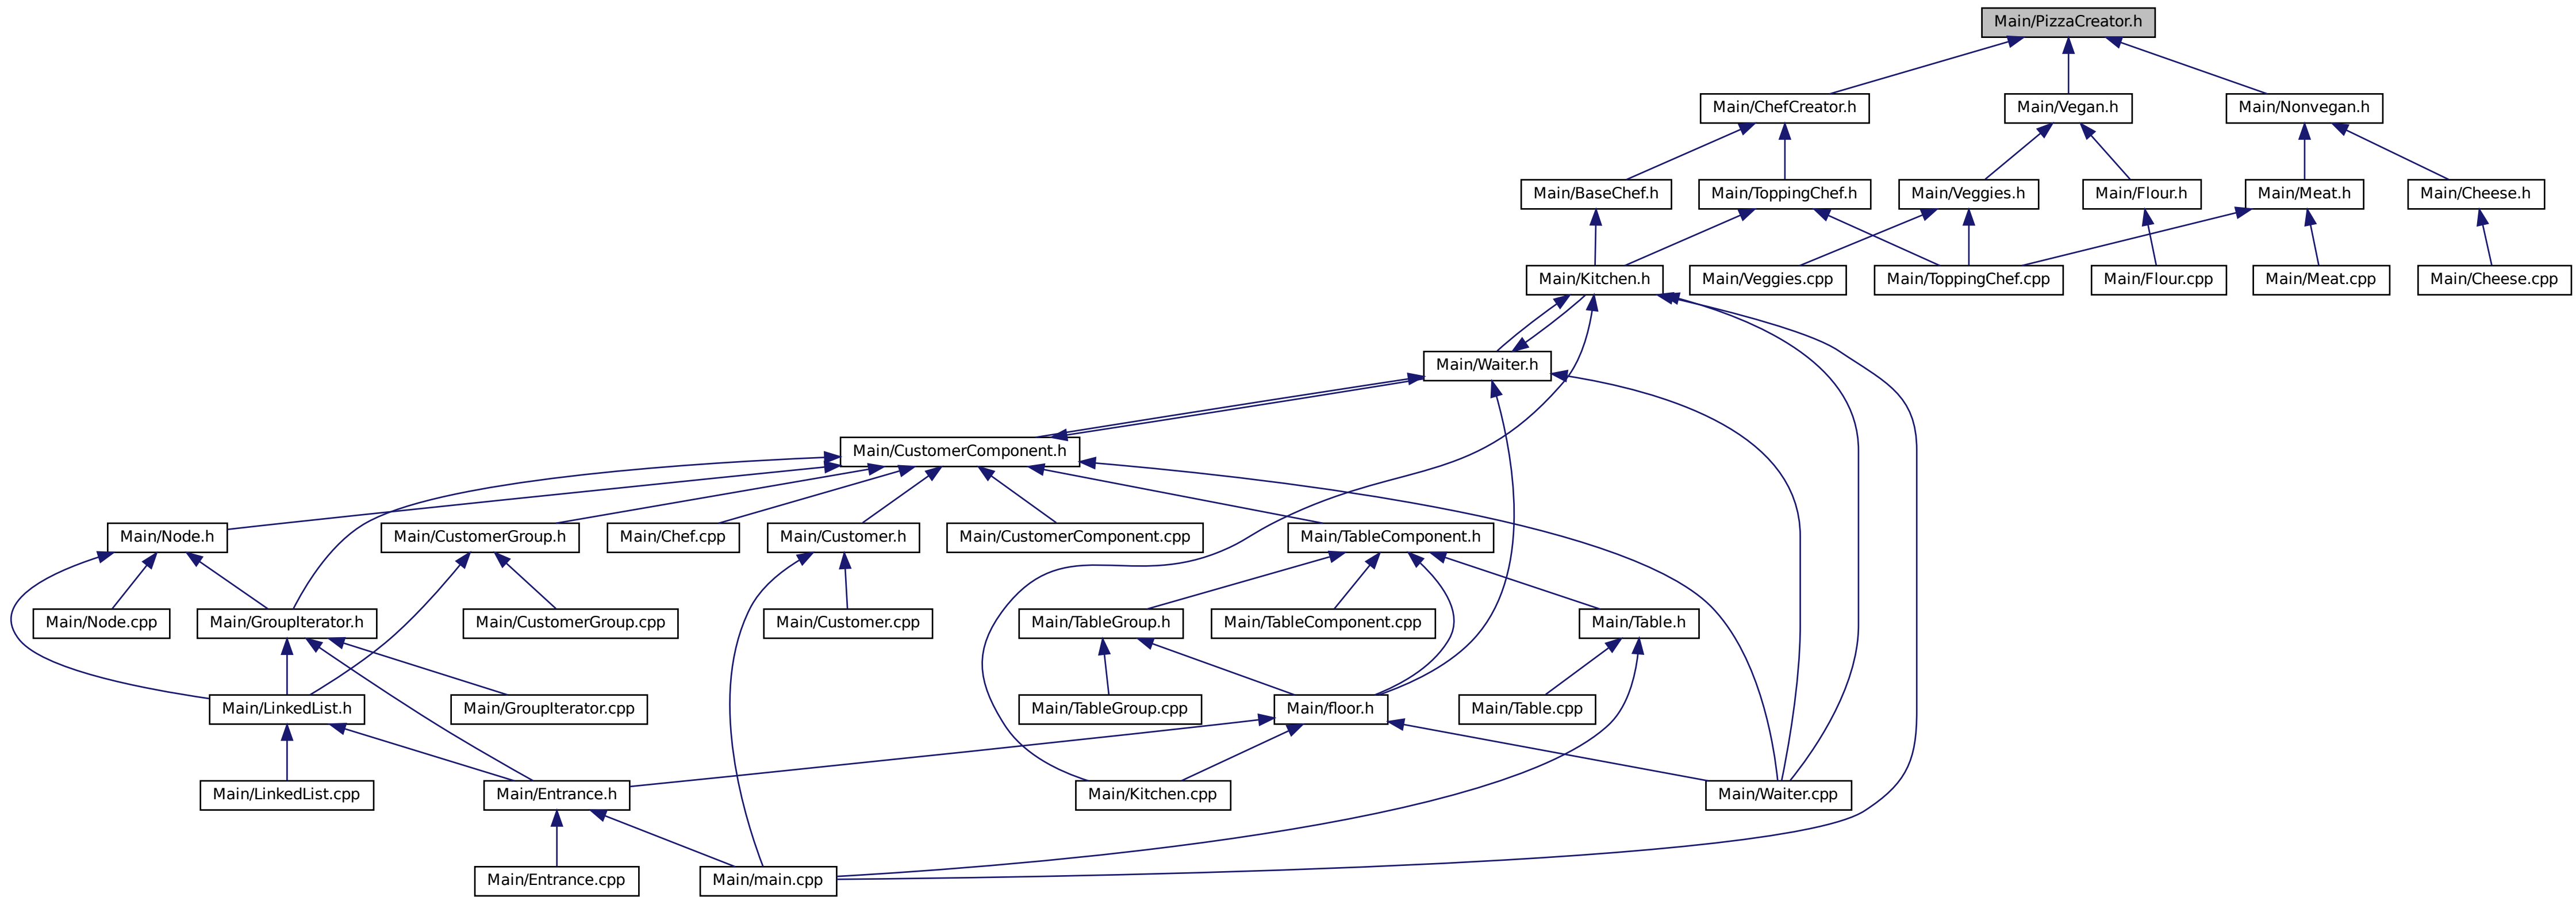 Main/PizzaCreator.h
Main/ChefCreator.h
Main/Vegan.h
Main/Nonvegan.h
Main/BaseChef.h
Main/ToppingChef.h
Main/Veggies.h
Main/Flour.h
Main/Meat.h
Main/Cheese.h
Main/Kitchen.h
Main/Veggies.cpp
Main/ToppingChef.cpp
Main/Flour.cpp
Main/Meat.cpp
Main/Cheese.cpp
Main/Waiter.h
Main/CustomerComponent.h
Main/Node.h
Main/CustomerGroup.h
Main/Chef.cpp
Main/Customer.h
Main/CustomerComponent.cpp
Main/TableComponent.h
Main/Node.cpp
Main/GroupIterator.h
Main/CustomerGroup.cpp
Main/Customer.cpp
Main/TableGroup.h
Main/TableComponent.cpp
Main/Table.h
Main/LinkedList.h
Main/GroupIterator.cpp
Main/TableGroup.cpp
Main/floor.h
Main/Table.cpp
Main/LinkedList.cpp
Main/Entrance.h
Main/Kitchen.cpp
Main/Waiter.cpp
Main/Entrance.cpp
Main/main.cpp